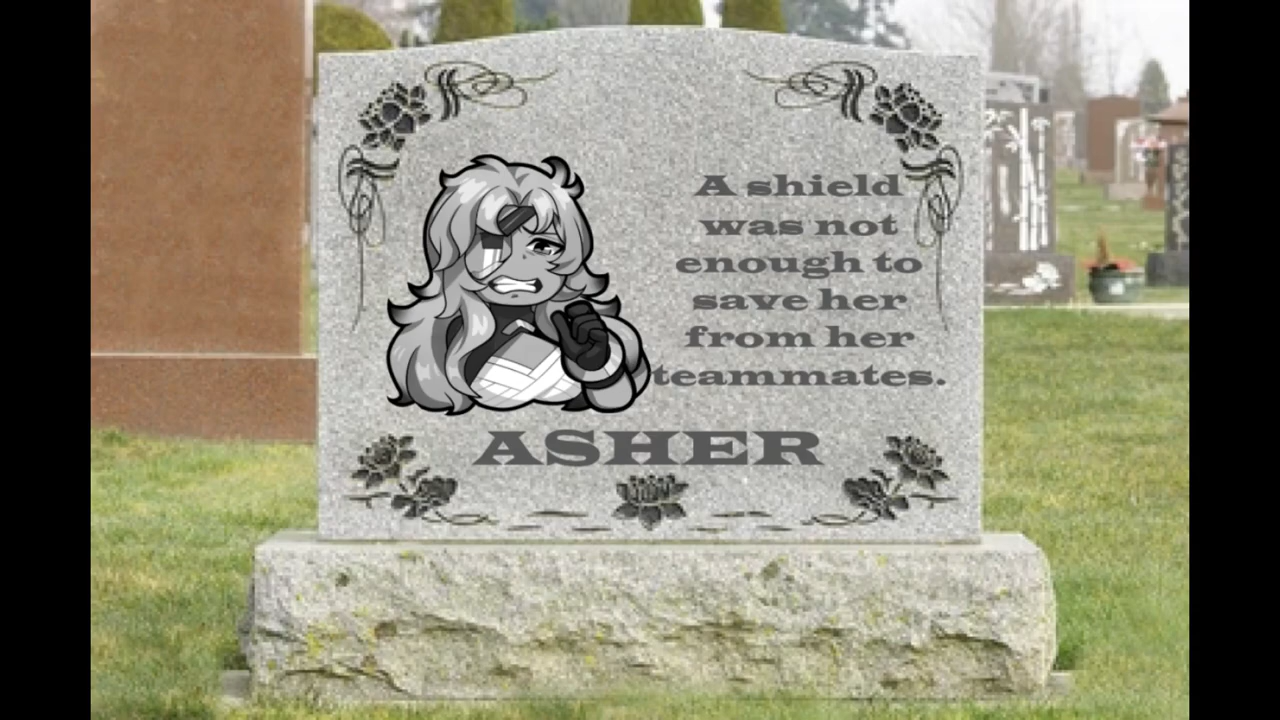 A shield
was not
enough to
save her
from her
teammates.
ASHER